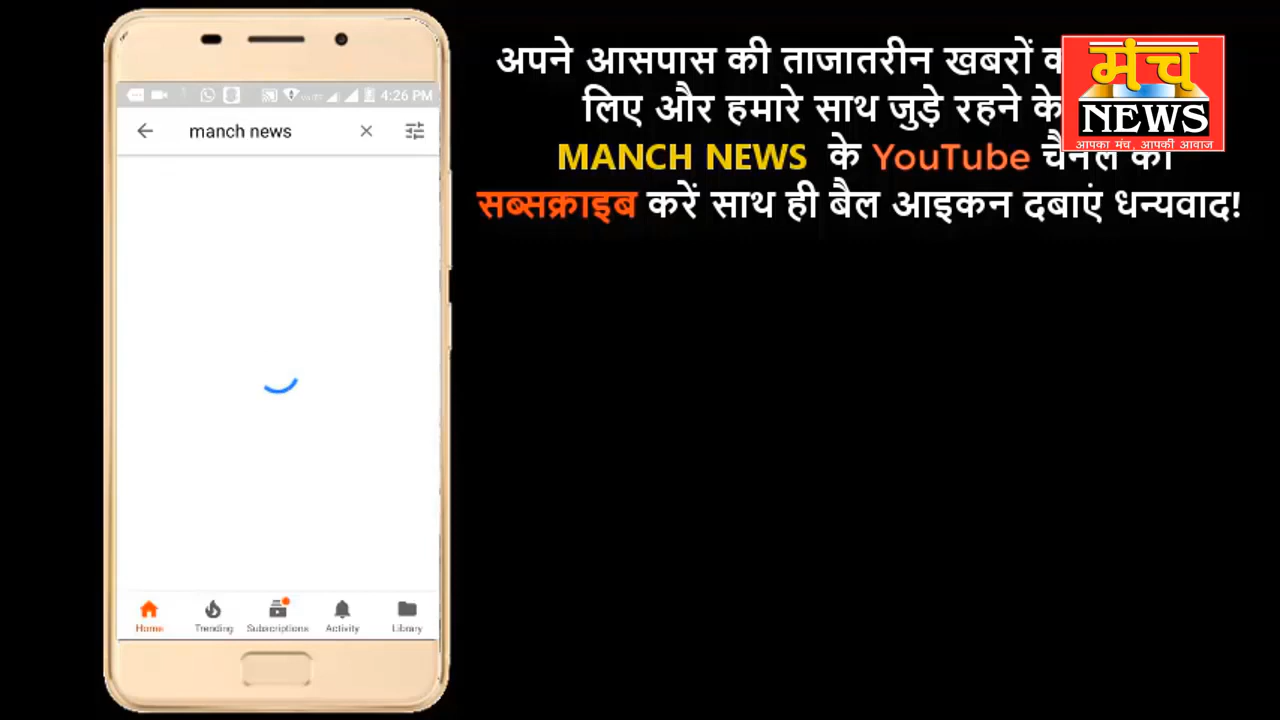 4:26 PM
manch news
Home
Trending
Subscriptions
Activity
Library
अपने आसपास की ताजातरीन खबरों
लिए और हमारे साथ जुड़े रहने के
MANCH NEWS के YouTube चैनल को
सब्सक्राइब करें साथ ही बैल आइकन दबाएं धन्यवाद!
मंच
NEWS
आपका मंच, आपकी आवाज